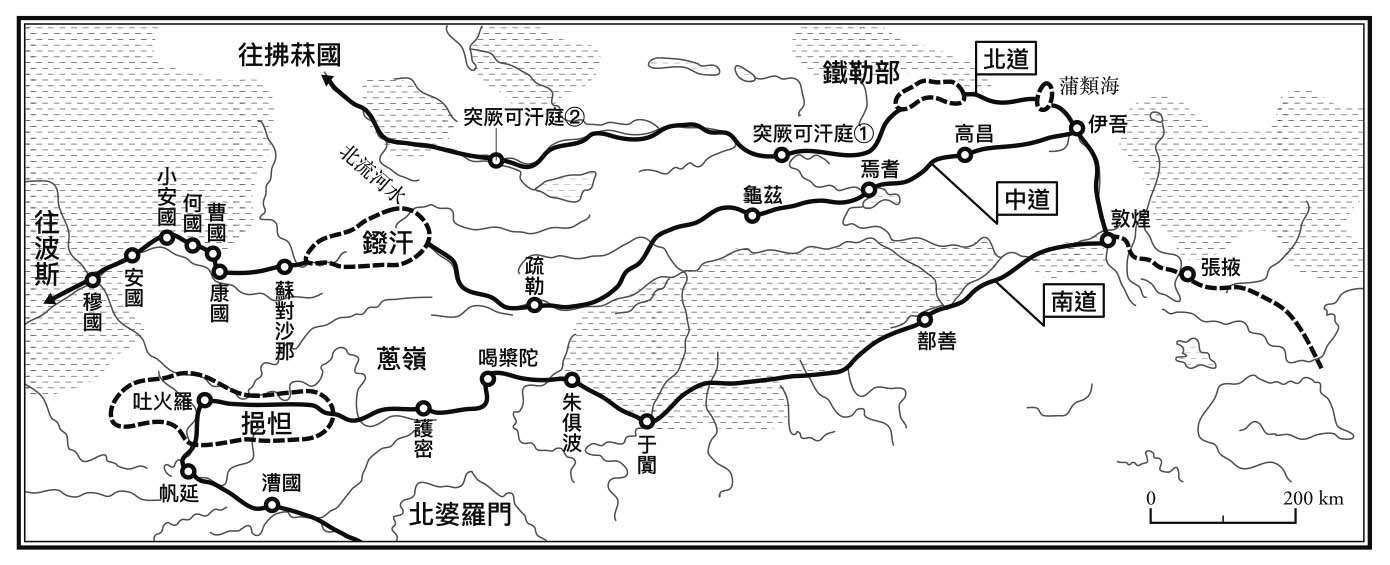 往拂菻國
北道
鐵勒部
蒲類海
突厥可汗庭②
突厥可汗庭①
高昌
伊吾
北流河水
焉耆
龜茲
中道
小安國
何國
曹國
往波斯
鏺汗
敦煌
張掖
安國
穆國
康國
蘇對沙那
疏勒
南道
鄯善
蔥嶺
喝槃陀
吐火羅
挹怛
護密
朱俱波
于闐
帆延
漕國
北婆羅門
0
200 km